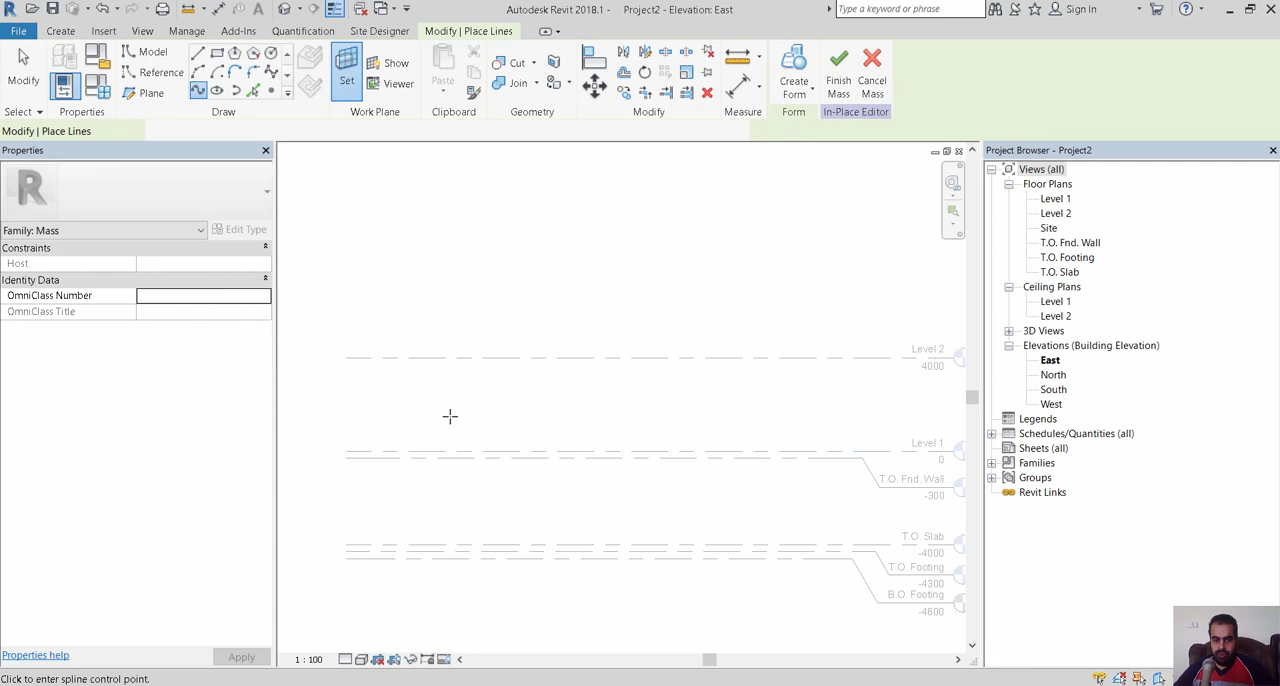 Autodesk Revit 2018.1 - Project2 - Elevation: East
Type a keyword or phrase
Sign In
File Create Insert View Manage Add-Ins Quantification Site Designer Modify | Place Lines
Modify
Model
Reference
Plane
Set
Show
Viewer
Paste
Cut
Join
Create Form
Finish Mass
Cancel Mass
Select Properties Draw Work Plane Clipboard Geometry Modify Measure Form In-Place Editor
Modify | Place Lines
Properties
R
Family: Mass
Edit Type
Constraints
Host
Identity Data
OmniClass Number
OmniClass Title
Properties help
Apply
Level 2
4000
Level 1
0
T.O. Fnd. Wall
-300
T.O. Slab
-4000
T.O. Footing
-4300
B.O. Footing
-4600
1 : 100
Project Browser - Project2
Views (all)
Floor Plans
Level 1
Level 2
Site
T.O. Fnd. Wall
T.O. Footing
T.O. Slab
Ceiling Plans
Level 1
Level 2
3D Views
Elevations (Building Elevation)
East
North
South
West
Legends
Schedules/Quantities (all)
Sheets (all)
Families
Groups
Revit Links
Click to enter spline control point.